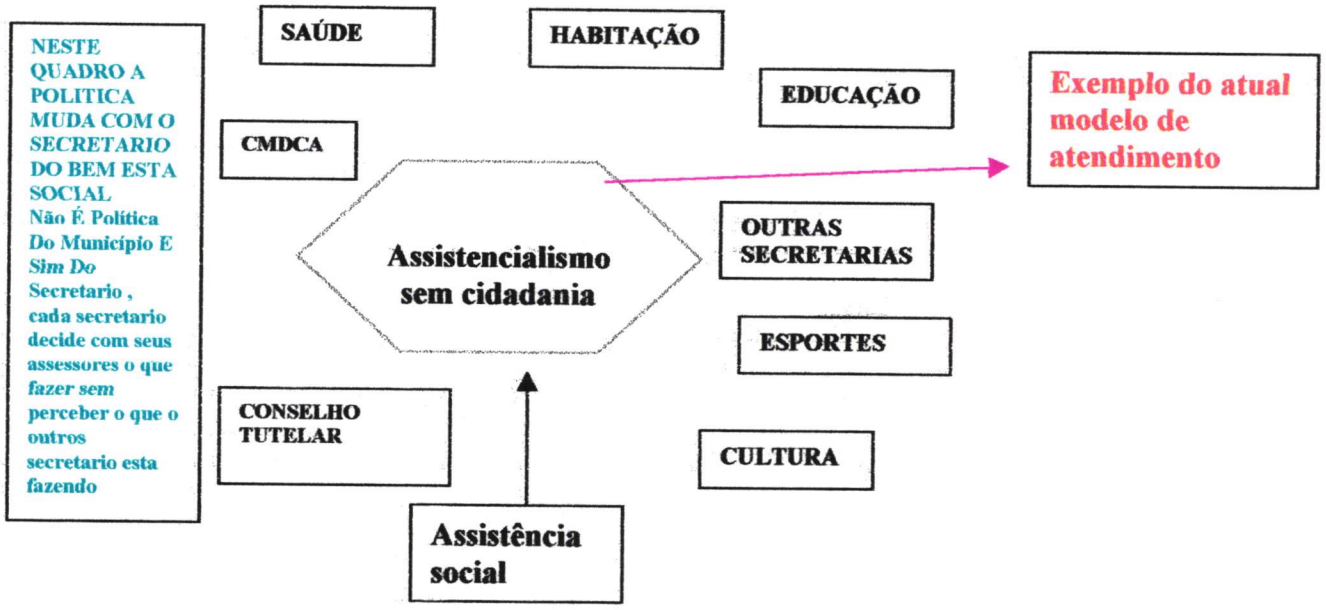 NESTE
QUADRO A
POLITICA
MUDA COM O
SECRETARIO
DO BEM ESTA
SOCIAL
Não É Política
Do Município E
Sim Do
Secretario ,
cada secretario
decide com seus
assessores o que
fazer sem
perceber o que o
outros
secretario esta
fazendo
SAÚDE
HABITAÇÃO
EDUCAÇÃO
Exemplo do atual
modelo de
atendimento
CMDCA
Assistencialismo
sem cidadania
OUTRAS
SECRETARIAS
ESPORTES
CONSELHO
TUTELAR
CULTURA
Assistência
social